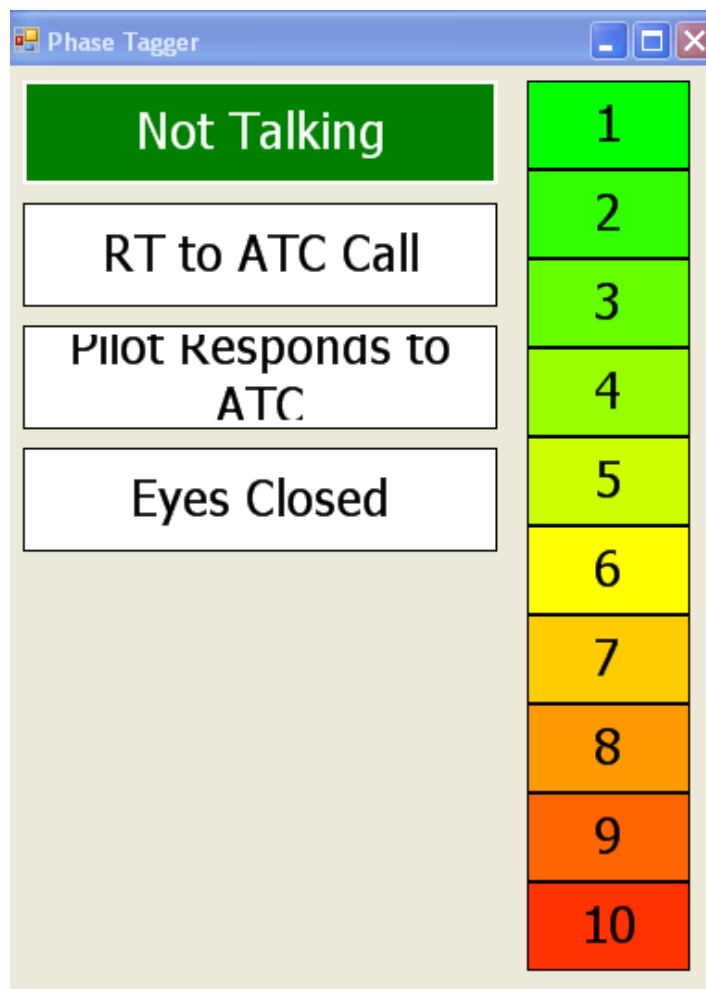 Phase Tagger
Not Talking
RT to ATC Call
Pilot Responds to
ATC
Eyes Closed
1
2
3
4
5
6
7
8
9
10